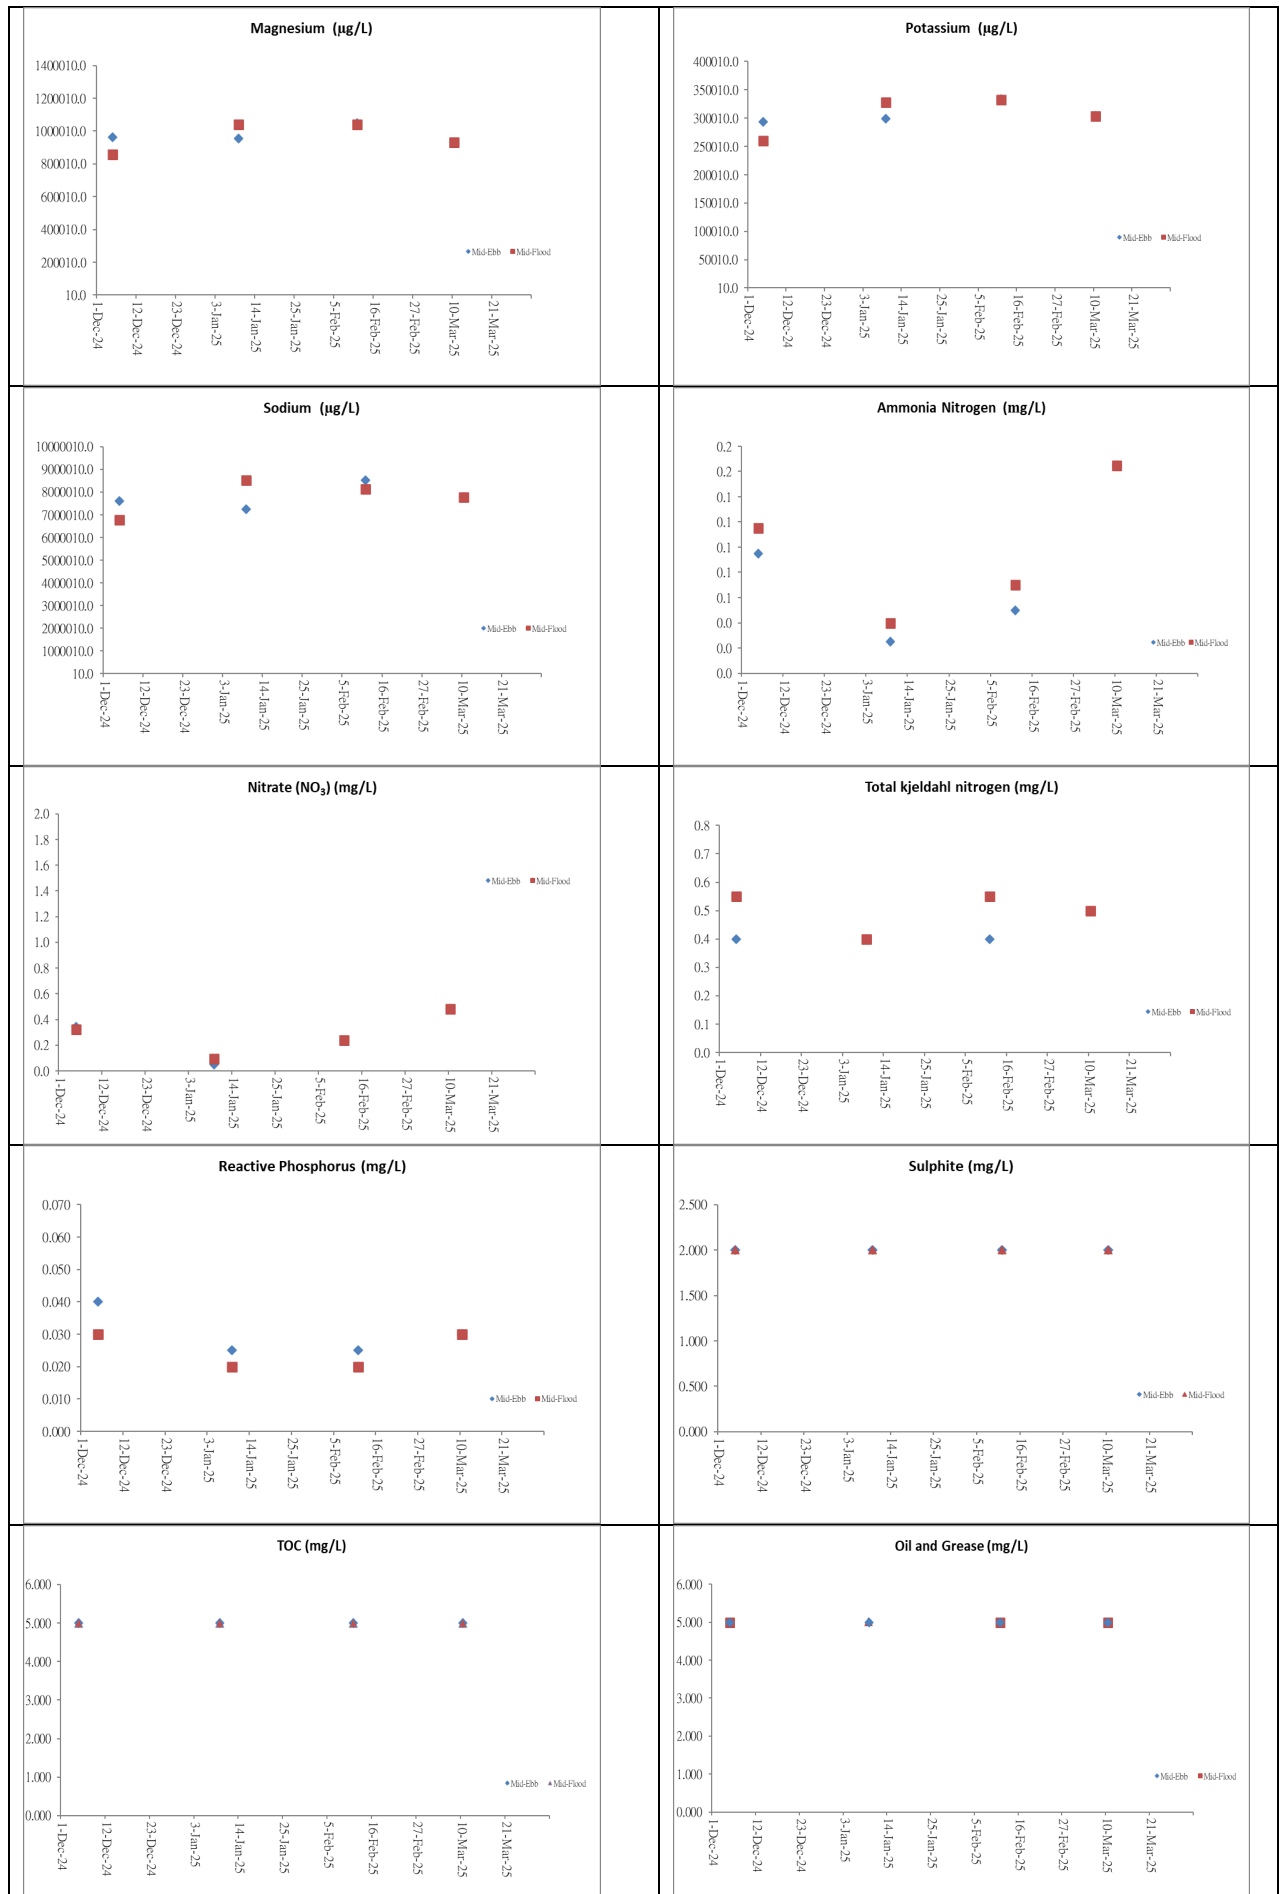 Magnesium (µg/L)
1400010.0
1200010.0
1000010.0
800010.0
600010.0
400010.0
200010.0
10.0
Mid-Ebb Mid-Flood
1-Dec-24 12-Dec-24 23-Dec-24 3-Jan-25 14-Jan-25 25-Jan-25 5-Feb-25 16-Feb-25 27-Feb-25 10-Mar-25 21-Mar-25
Potassium (µg/L)
400010.0
350010.0
300010.0
250010.0
200010.0
150010.0
100010.0
50010.0
10.0
Mid-Ebb Mid-Flood
1-Dec-24 12-Dec-24 23-Dec-24 3-Jan-25 14-Jan-25 25-Jan-25 5-Feb-25 16-Feb-25 27-Feb-25 10-Mar-25 21-Mar-25
Sodium (µg/L)
10000010.0
9000010.0
8000010.0
7000010.0
6000010.0
5000010.0
4000010.0
3000010.0
2000010.0
1000010.0
10.0
Mid-Ebb Mid-Flood
1-Dec-24 12-Dec-24 23-Dec-24 3-Jan-25 14-Jan-25 25-Jan-25 5-Feb-25 16-Feb-25 27-Feb-25 10-Mar-25 21-Mar-25
Ammonia Nitrogen (mg/L)
0.2
0.2
0.1
0.1
0.1
0.1
0.1
0.0
0.0
0.0
Mid-Ebb Mid-Flood
1-Dec-24 12-Dec-24 23-Dec-24 3-Jan-25 14-Jan-25 25-Jan-25 5-Feb-25 16-Feb-25 27-Feb-25 10-Mar-25 21-Mar-25
Nitrate (NO₃) (mg/L)
2.0
1.8
1.6
1.4
1.2
1.0
0.8
0.6
0.4
0.2
0.0
Mid-Ebb Mid-Flood
1-Dec-24 12-Dec-24 23-Dec-24 3-Jan-25 14-Jan-25 25-Jan-25 5-Feb-25 16-Feb-25 27-Feb-25 10-Mar-25 21-Mar-25
Total kjeldahl nitrogen (mg/L)
0.8
0.7
0.6
0.5
0.4
0.3
0.2
0.1
0.0
Mid-Ebb Mid-Flood
1-Dec-24 12-Dec-24 23-Dec-24 3-Jan-25 14-Jan-25 25-Jan-25 5-Feb-25 16-Feb-25 27-Feb-25 10-Mar-25 21-Mar-25
Reactive Phosphorus (mg/L)
0.070
0.060
0.050
0.040
0.030
0.020
0.010
0.000
Mid-Ebb Mid-Flood
1-Dec-24 12-Dec-24 23-Dec-24 3-Jan-25 14-Jan-25 25-Jan-25 5-Feb-25 16-Feb-25 27-Feb-25 10-Mar-25 21-Mar-25
Sulphite (mg/L)
2.500
2.000
1.500
1.000
0.500
0.000
Mid-Ebb Mid-Flood
1-Dec-24 12-Dec-24 23-Dec-24 3-Jan-25 14-Jan-25 25-Jan-25 5-Feb-25 16-Feb-25 27-Feb-25 10-Mar-25 21-Mar-25
TOC (mg/L)
6.000
5.000
4.000
3.000
2.000
1.000
0.000
Mid-Ebb Mid-Flood
1-Dec-24 12-Dec-24 23-Dec-24 3-Jan-25 14-Jan-25 25-Jan-25 5-Feb-25 16-Feb-25 27-Feb-25 10-Mar-25 21-Mar-25
Oil and Grease (mg/L)
6.000
5.000
4.000
3.000
2.000
1.000
0.000
Mid-Ebb Mid-Flood
1-Dec-24 12-Dec-24 23-Dec-24 3-Jan-25 14-Jan-25 25-Jan-25 5-Feb-25 16-Feb-25 27-Feb-25 10-Mar-25 21-Mar-25